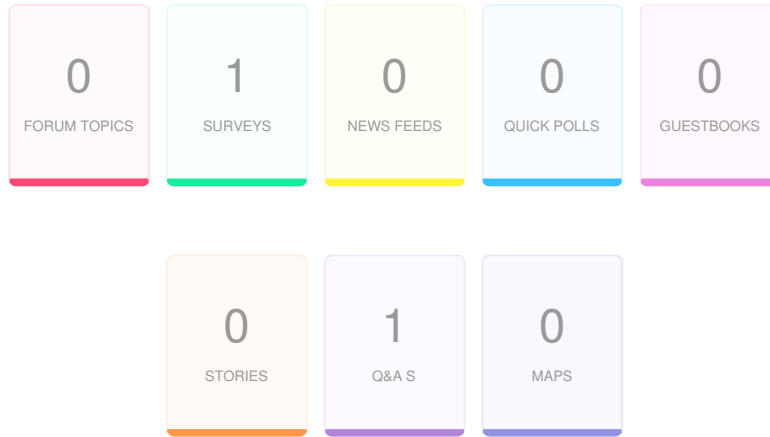 0 1 0 0 0
FORUM TOPICS SURVEYS NEWS FEEDS QUICK POLLS GUESTBOOKS
0 1 0
STORIES Q&A S MAPS